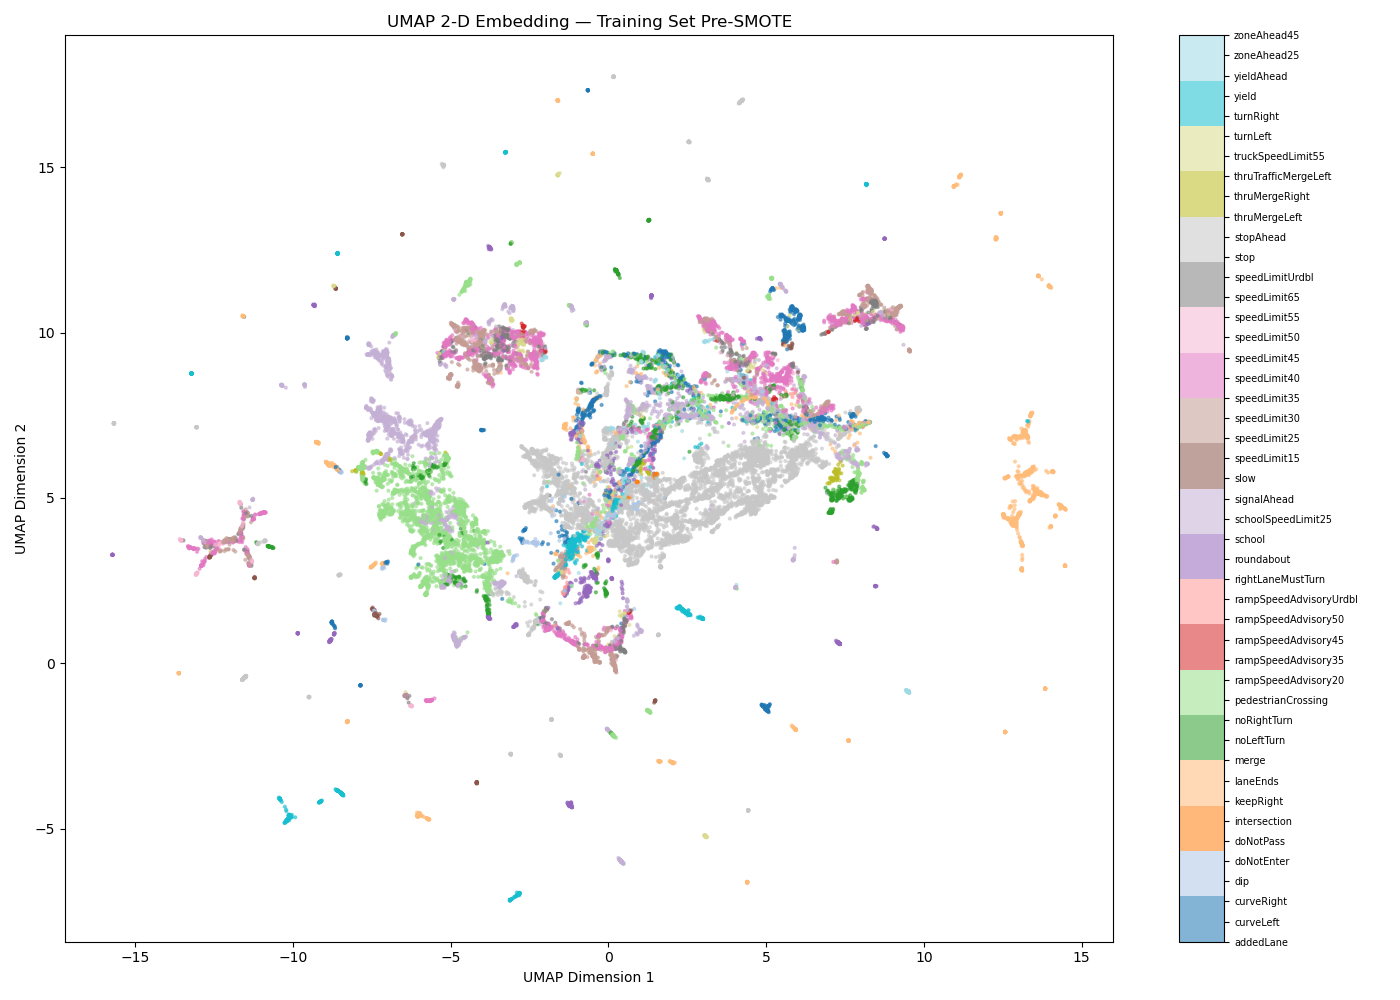 UMAP 2-D Embedding — Training Set Pre-SMOTE
UMAP Dimension 2
15
10
5
0
−5
−15
−10
−5
0
5
10
15
UMAP Dimension 1
zoneAhead45
zoneAhead25
yieldAhead
yield
turnRight
turnLeft
truckSpeedLimit55
thruTrafficMergeLeft
thruMergeRight
thruMergeLeft
stopAhead
stop
speedLimitUrdbl
speedLimit65
speedLimit55
speedLimit50
speedLimit45
speedLimit40
speedLimit35
speedLimit30
speedLimit25
speedLimit15
slow
signalAhead
schoolSpeedLimit25
school
roundabout
rightLaneMustTurn
rampSpeedAdvisoryUrdbl
rampSpeedAdvisory50
rampSpeedAdvisory45
rampSpeedAdvisory35
rampSpeedAdvisory20
pedestrianCrossing
noRightTurn
noLeftTurn
merge
laneEnds
keepRight
intersection
doNotPass
doNotEnter
dip
curveRight
curveLeft
addedLane